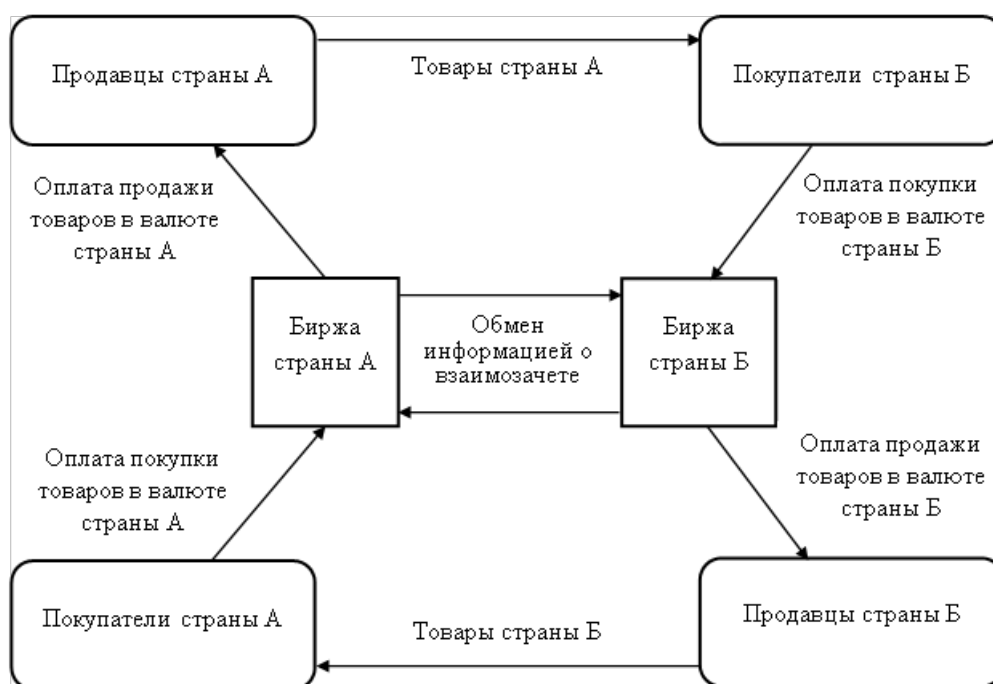 Продавцы страны А
Товары страны А
Покупатели страны Б
Оплата продажи
товаров в валюте
страны А
Оплата покупки
товаров в валюте
страны Б
Биржа
страны А
Обмен
информацией о
взаимозачете
Биржа
страны Б
Оплата покупки
товаров в валюте
страны А
Оплата продажи
товаров в валюте
страны Б
Покупатели страны А
Товары страны Б
Продавцы страны Б